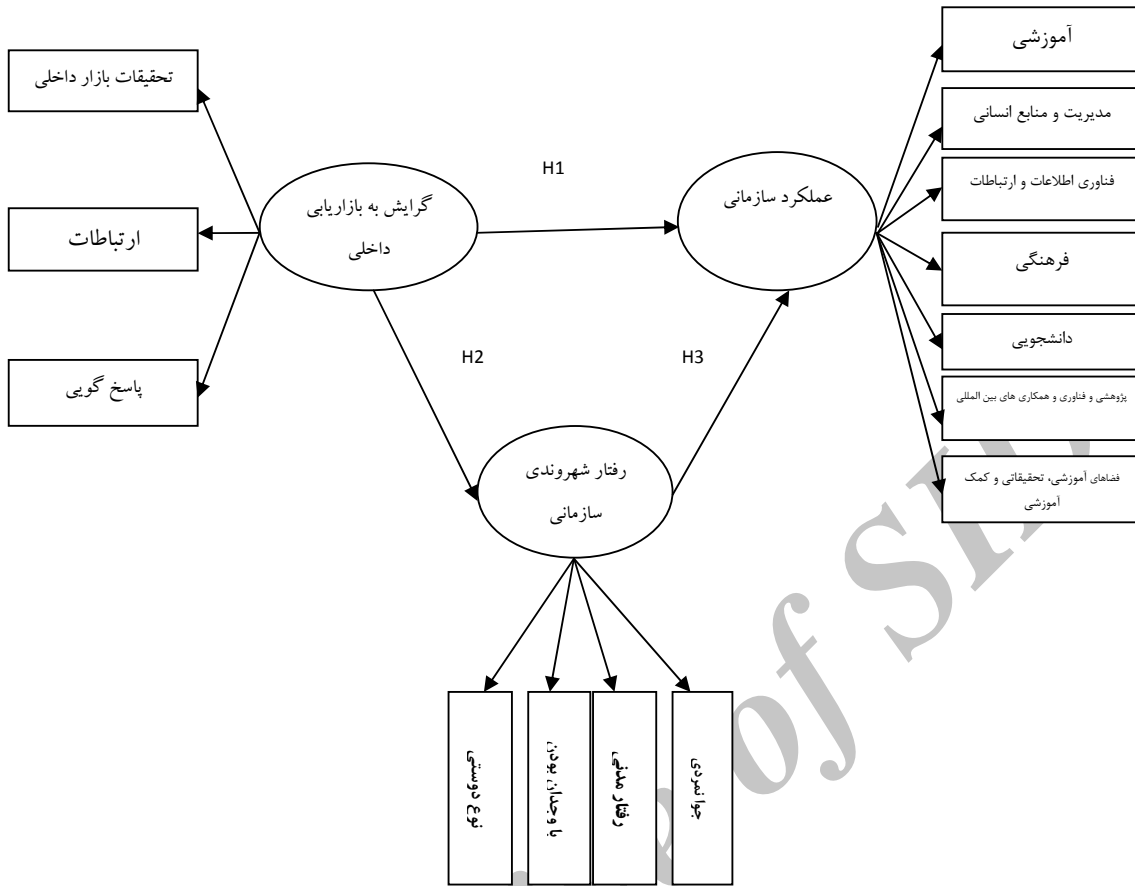 آموزشی
تحقیقات بازار داخلی
مدیریت و منابع انسانی
H1
فناوری اطلاعات و ارتباطات
گرایش به بازاریابی
داخلی
عملکرد سازمانی
ارتباطات
فرهنگی
دانشجویی
H2
H3
پاسخ گویی
پژوهشی و فناوری و همکاری های بین المللی
رفتار شهروندی
سازمانی
فضاهای آموزشی، تحقیقاتی و کمک
آموزشی
جوانمردی
رفتار مدنی
با وجدان بودن
نوع دوستی
of SID